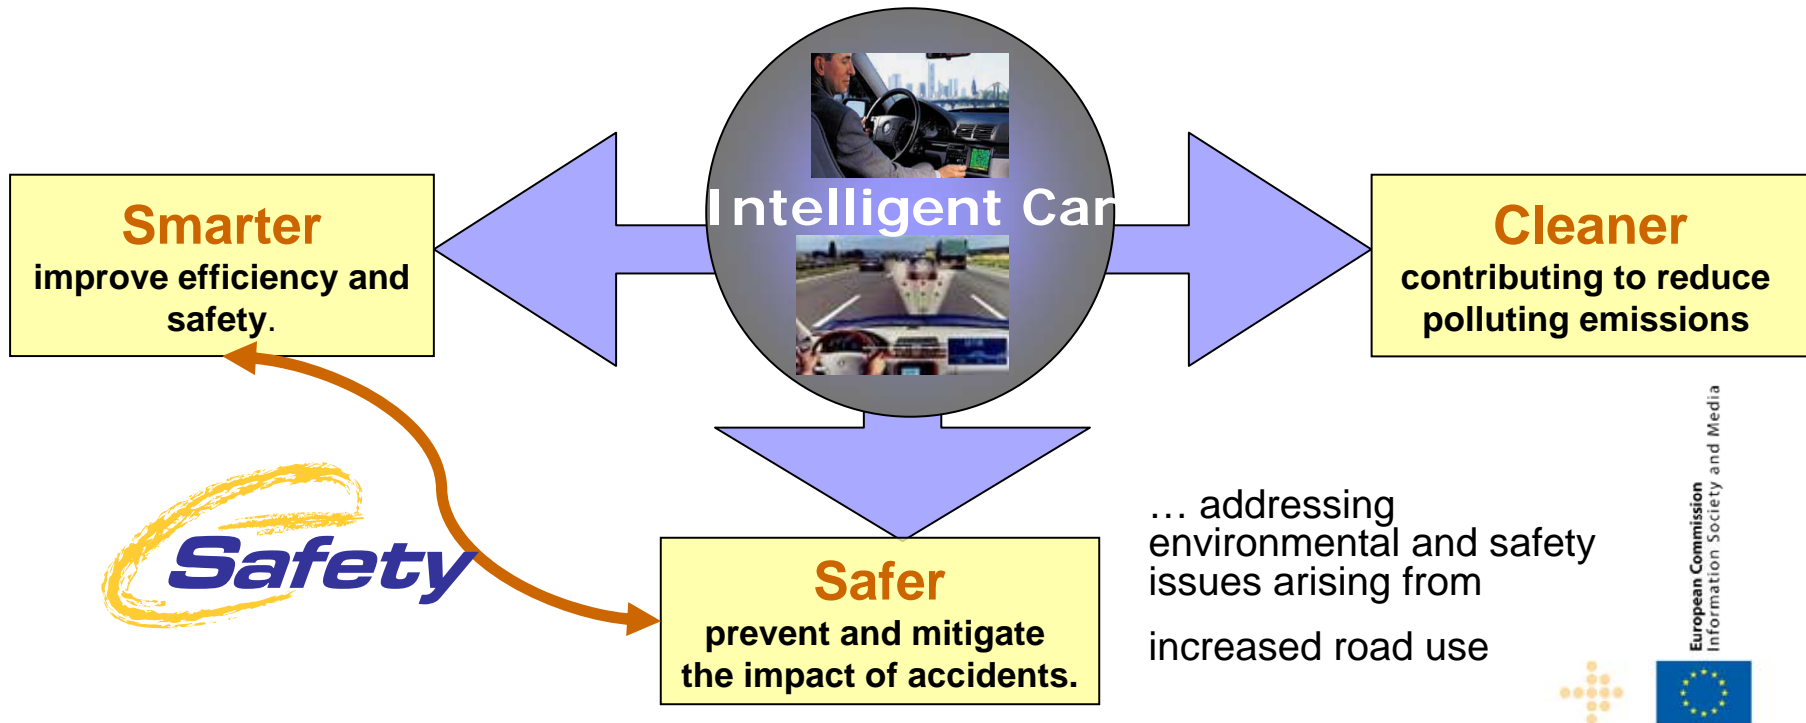 Intelligent Car
Smarter
improve efficiency and
safety.
Cleaner
contributing to reduce
polluting emissions
Safety
Safer
prevent and mitigate
the impact of accidents.
… addressing
environmental and safety
issues arising from
increased road use
European Commission
Information Society and Media